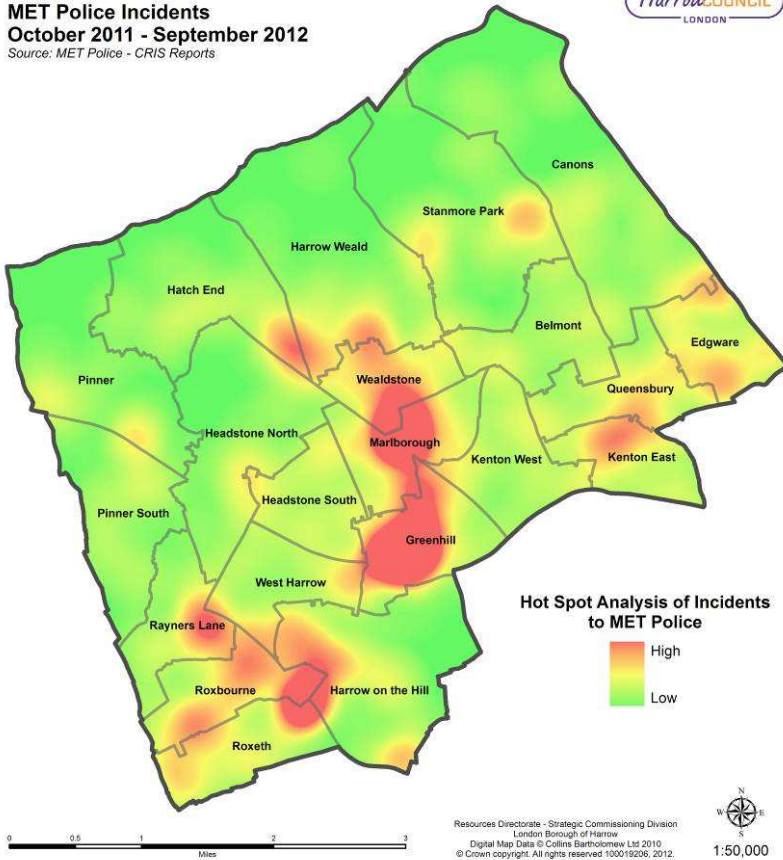 MET Police Incidents
October 2011 - September 2012
Source: MET Police - CRIS Reports
HarrowCOUNCIL
LONDON
Canons
Stanmore Park
Harrow Weald
Hatch End
Belmont
Edgware
Pinner
Wealdstone
Queensbury
Headstone North
Marlborough
Kenton West
Kenton East
Headstone South
Pinner South
Greenhill
West Harrow
Rayners Lane
Roxbourne
Harrow on the Hill
Roxeth
Hot Spot Analysis of Incidents
to MET Police
High
Low
0 0.5 1 2 3
Miles
Resources Directorate - Strategic Commissioning Division
London Borough of Harrow
Digital Map Data © Collins Bartholomew Ltd 2010
© Crown copyright. All rights reserved 100019206, 2012.
N
W E
S
1:50,000